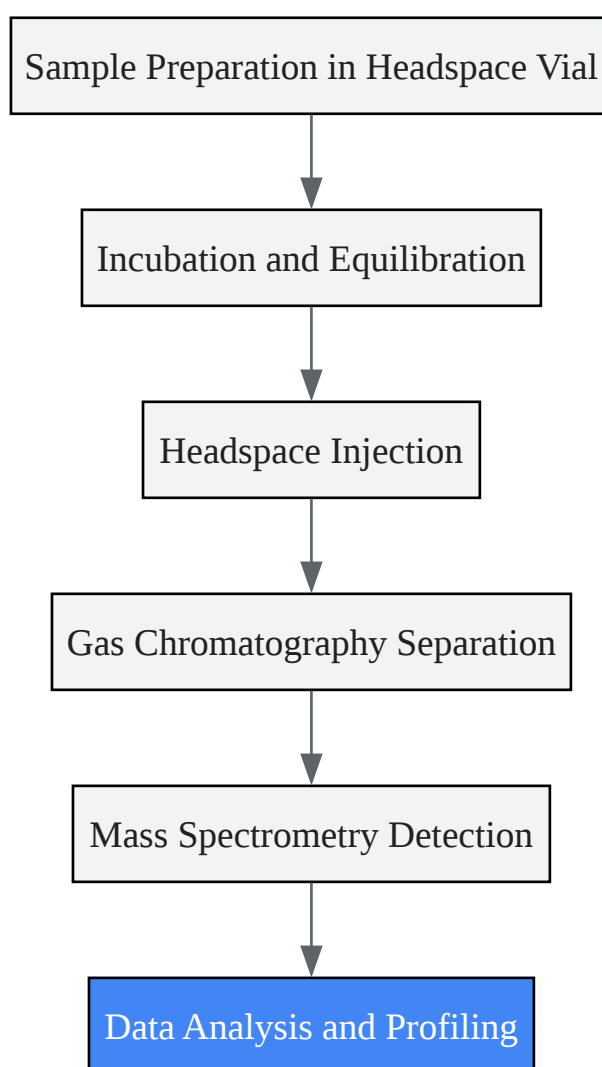 Sample Preparation in Headspace Vial
Incubation and Equilibration
Headspace Injection
Gas Chromatography Separation
Mass Spectrometry Detection
Data Analysis and Profiling